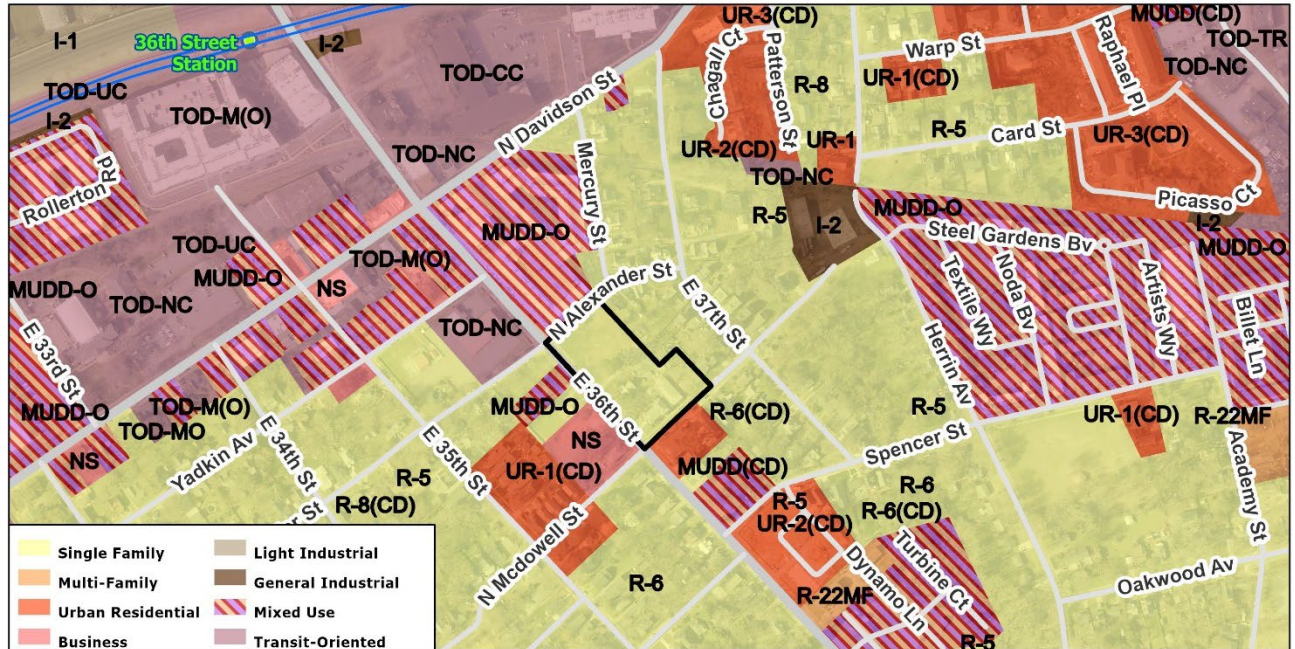 I-1
36th Street
Station
I-2
TOD-CC
UR-3(CD)
Chagall Ct
Patterson St
Warp St
MUDD(CD)
Raphael Pl
TOD-TR
TOD-NC
TOD-UC
TOD-M(O)
N Davidson St
R-8
UR-1(CD)
I-2
Rollerton Rd
TOD-NC
Mercury St
UR-2(CD)
UR-1
R-5
Card St
UR-3(CD)
TOD-NC
Picasso Ct
R-5
I-2
MUDD-O
I-2
TOD-UC
MUDD-O
Steel Gardens Bv
MUDD-O
MUDD-O
TOD-M(O)
N Alexander St
E 37th St
Textile Wy
Noda Bv
Artists Wy
Billet Ln
MUDD-O
TOD-NC
NS
TOD-NC
E 33rd St
Herrin Av
MUDD-O
TOD-M(O)
TOD-MO
MUDD-O
E 36th St
R-6(CD)
R-5
UR-1(CD)
R-22MF
NS
Yadkin Av
E 34th St
E 35th St
NS
UR-1(CD)
MUDD(CD)
Spencer St
Academy St
R-5
R-8(CD)
er St
R-5
R-6
UR-2(CD)
R-6(CD)
N Mcdowell St
R-6
Dynamo Ln
Turbine Ct
Oakwood Av
R-22MF
R-5
Single Family
Light Industrial
Multi-Family
General Industrial
Urban Residential
Mixed Use
Business
Transit-Oriented